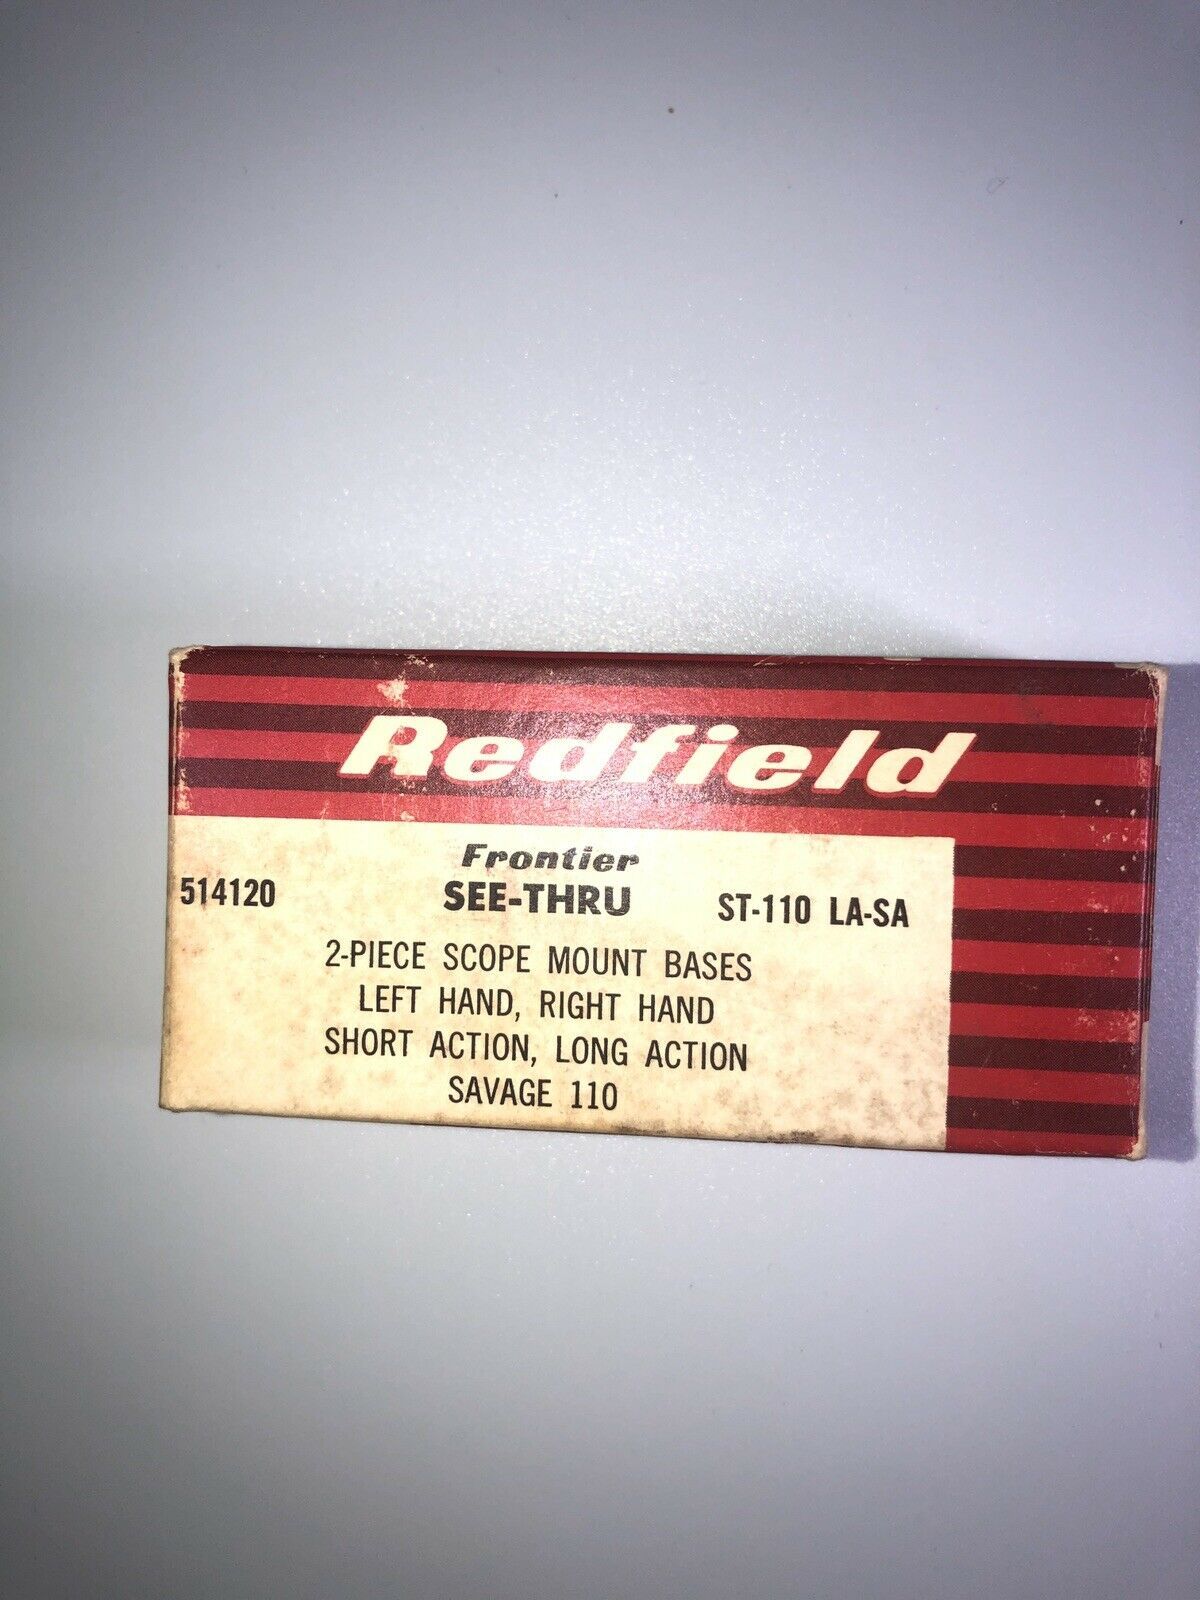 Redfield
Frontier
514120 SEE-THRU ST-110 LA-SA
2-PIECE SCOPE MOUNT BASES
LEFT HAND, RIGHT HAND
SHORT ACTION, LONG ACTION
SAVAGE 110